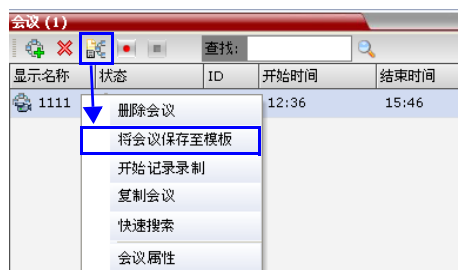 会议 (1)
查找:
显示名称 状态 ID 开始时间 结束时间
1111 12:36 15:46
删除会议
将会议保存至模板
开始记录录制
复制会议
快速搜索
会议属性